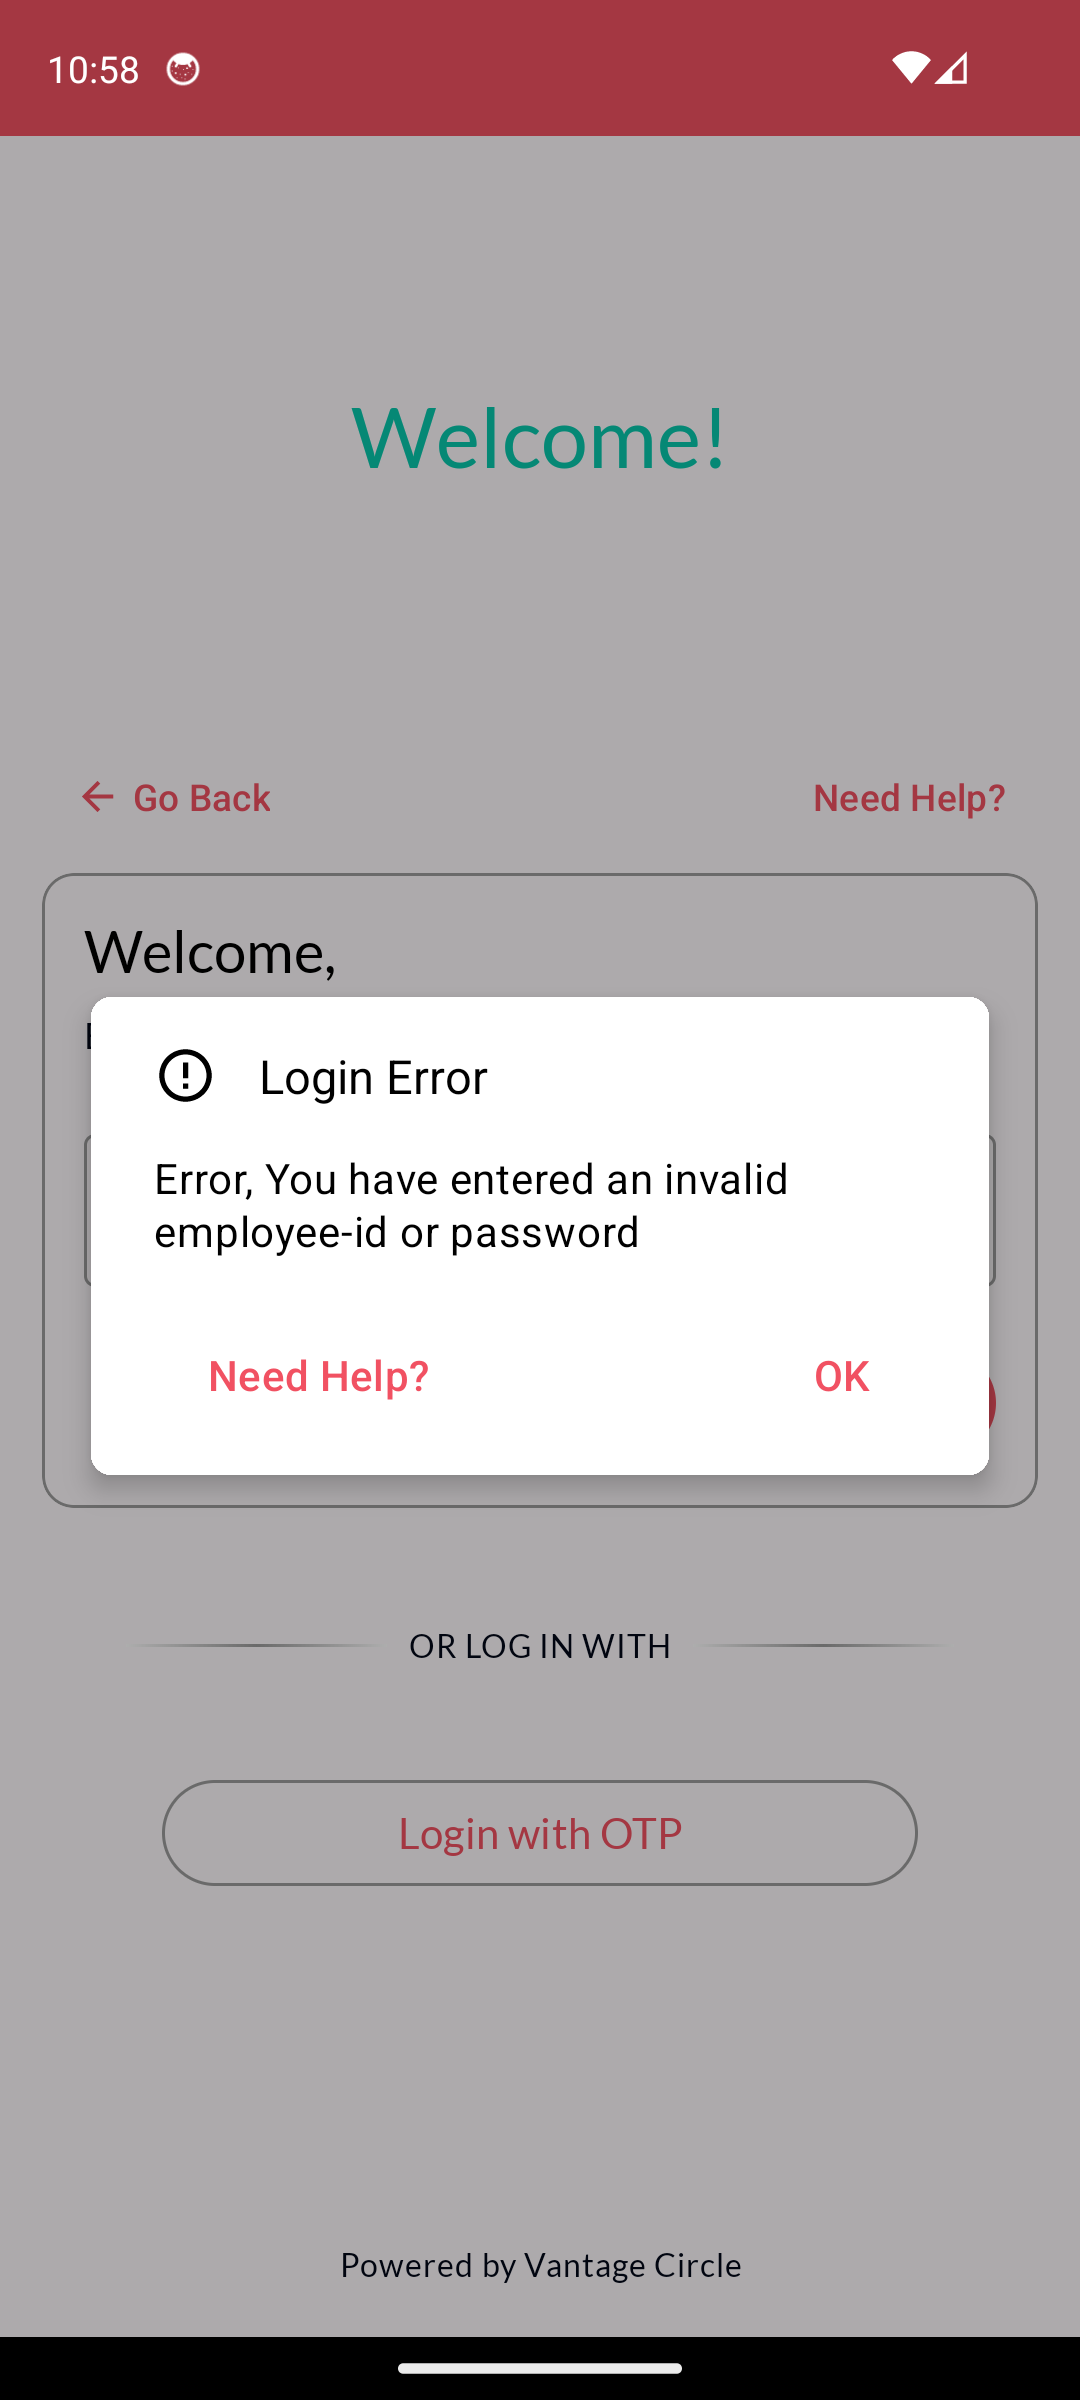 10:58
Welcome!
Go Back
Need Help?
Welcome,
Login Error
Error, You have entered an invalid
employee-id or password
Need Help?
OK
OR LOG IN WITH
Login with OTP
Powered by Vantage Circle